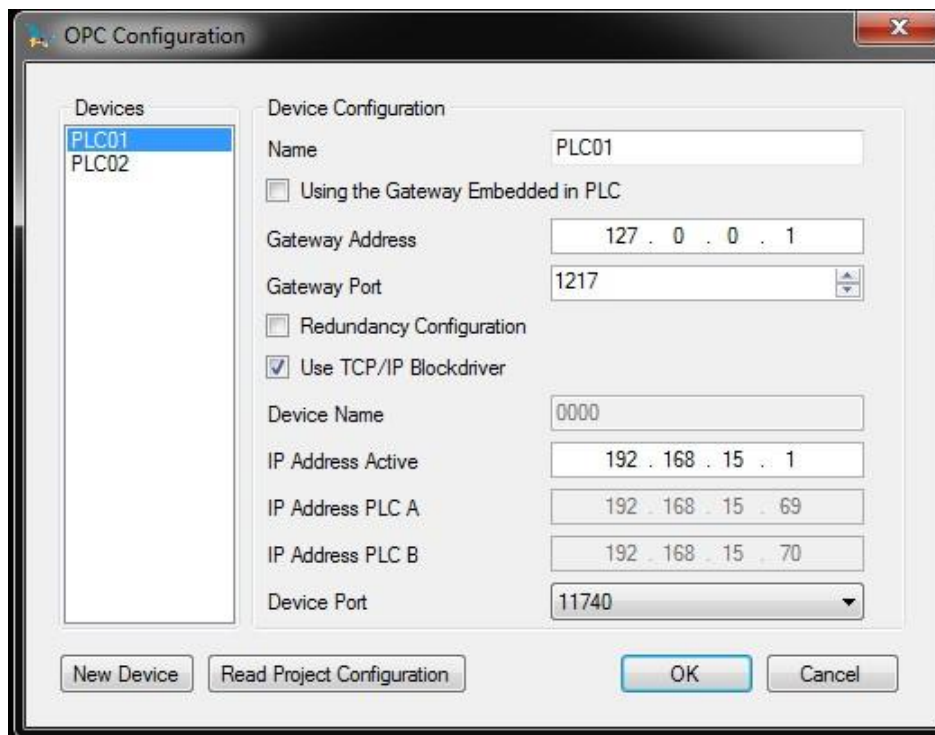 OPC Configuration
Devices
PLC01
PLC02
Device Configuration
Name PLC01
Using the Gateway Embedded in PLC
Gateway Address 127 . 0 . 0 . 1
Gateway Port 1217
Redundancy Configuration
Use TCP/IP Blockdriver
Device Name 0000
IP Address Active 192 . 168 . 15 . 1
IP Address PLC A 192 . 168 . 15 . 69
IP Address PLC B 192 . 168 . 15 . 70
Device Port 11740
New Device Read Project Configuration OK Cancel